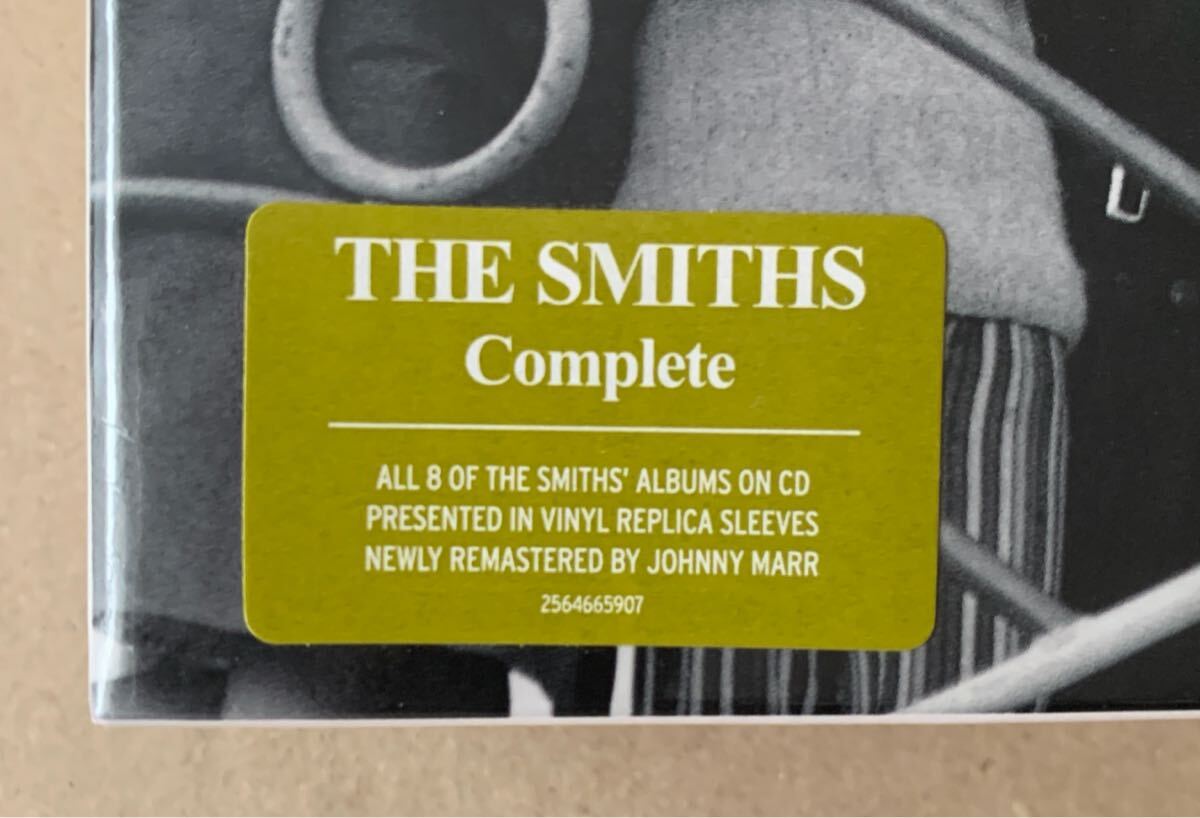 THE SMITHS
Complete
ALL 8 OF THE SMITHS' ALBUMS ON CD
PRESENTED IN VINYL REPLICA SLEEVES
NEWLY REMASTERED BY JOHNNY MARR
2564665907